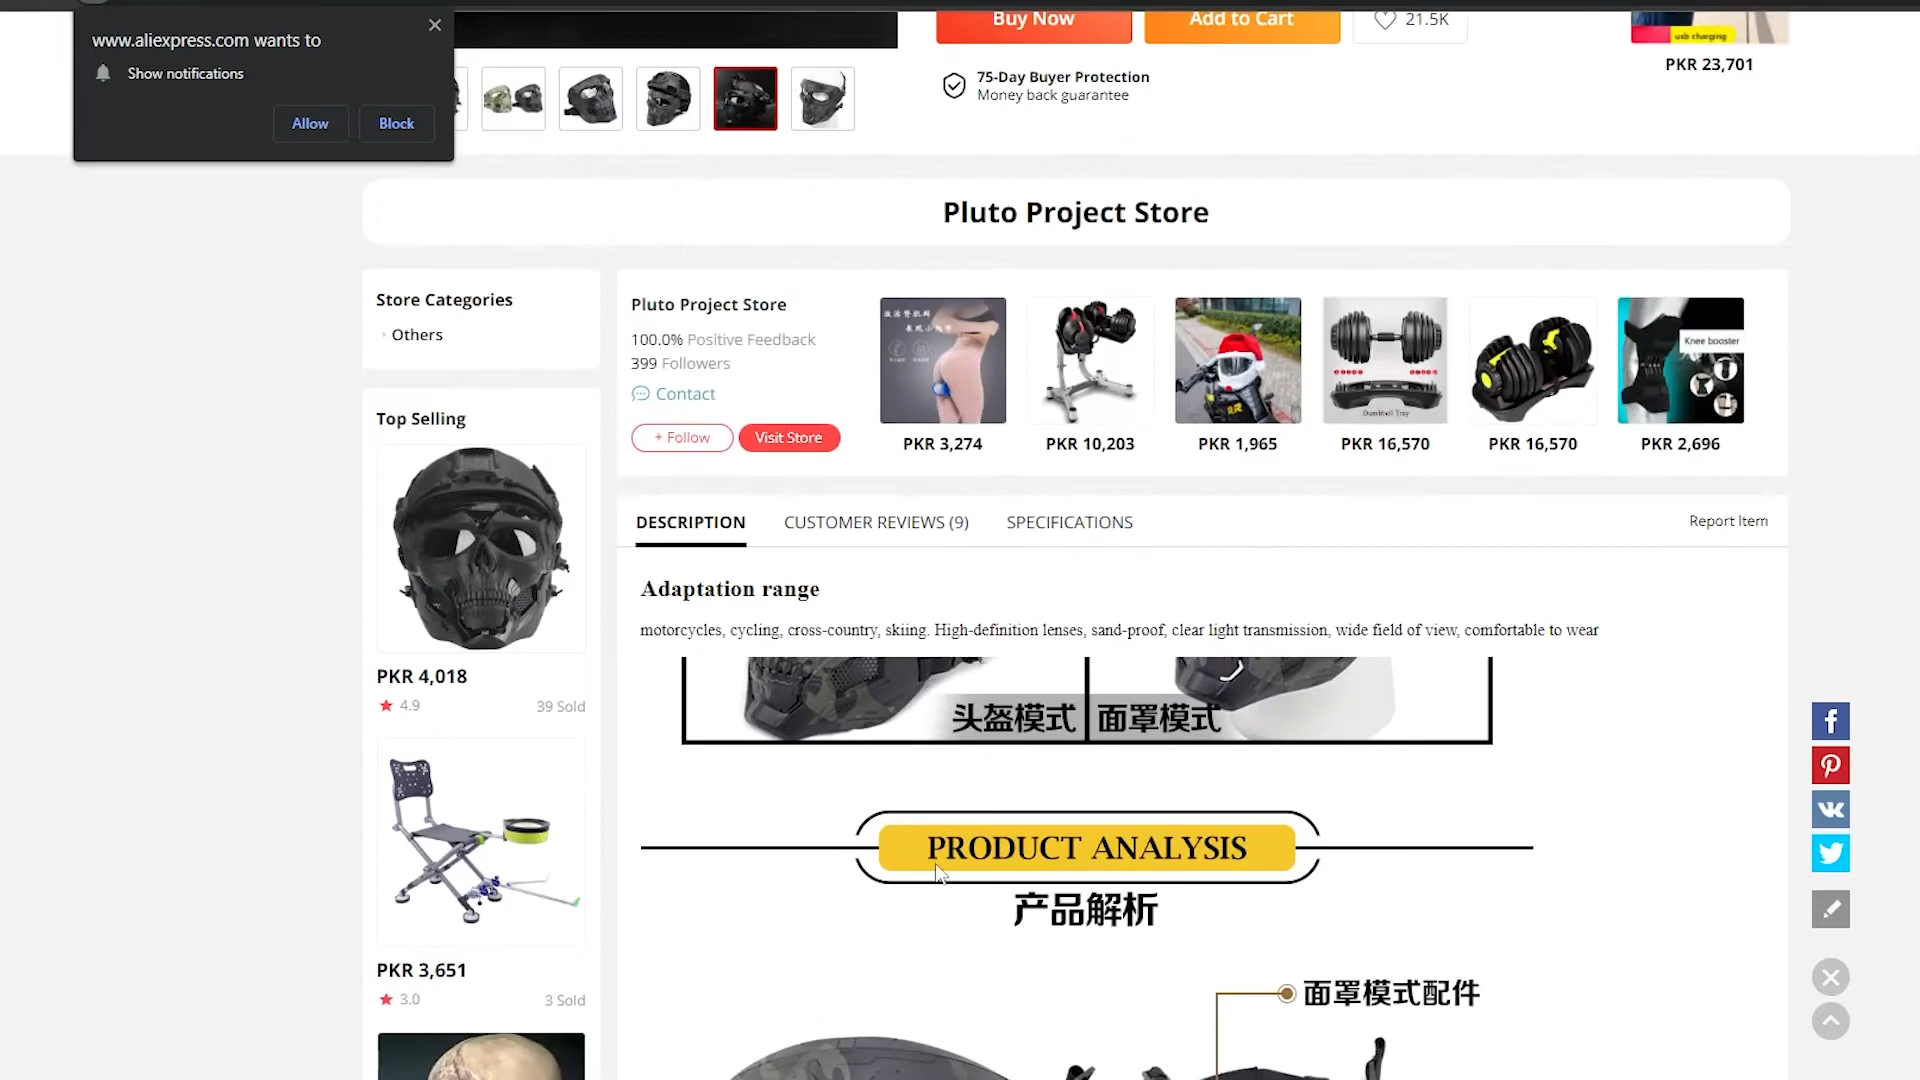 www.aliexpress.com wants to
Show notifications
Allow
Block
Buy Now
Add to Cart
21.5K
usb charging
PKR 23,701
75-Day Buyer Protection
Money back guarantee
Pluto Project Store
Store Categories
Others
Pluto Project Store
100.0% Positive Feedback
399 Followers
Contact
+ Follow
Visit Store
Knee booster
Dumbbell Tray
PKR 3,274
PKR 10,203
PKR 1,965
PKR 16,570
PKR 16,570
PKR 2,696
Top Selling
PKR 4,018
4.9
39 Sold
PKR 3,651
3.0
3 Sold
DESCRIPTION
CUSTOMER REVIEWS (9)
SPECIFICATIONS
Report Item
Adaptation range
motorcycles, cycling, cross-country, skiing. High-definition lenses, sand-proof, clear light transmission, wide field of view, comfortable to wear
头盔模式
面罩模式
PRODUCT ANALYSIS
产品解析
面罩模式配件